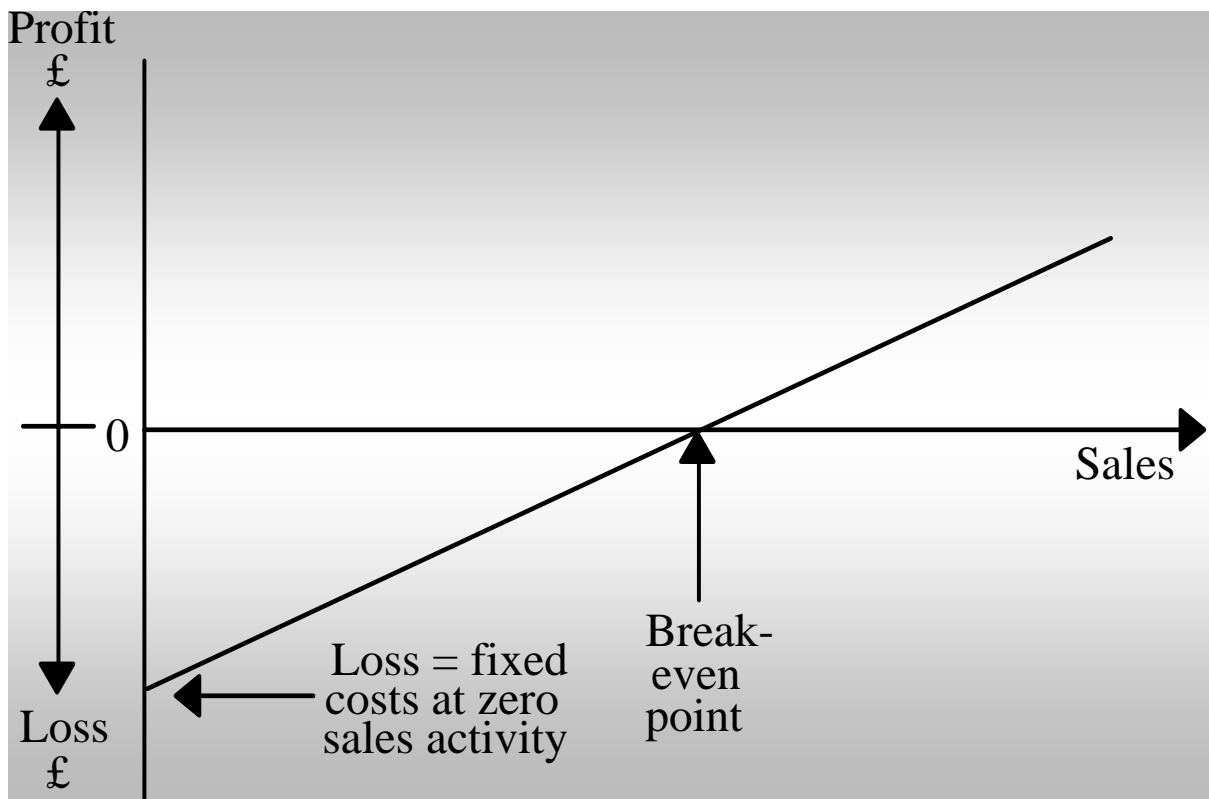 Profit
£
0
Sales
Break-
even
point
Loss = fixed
costs at zero
sales activity
Loss
£